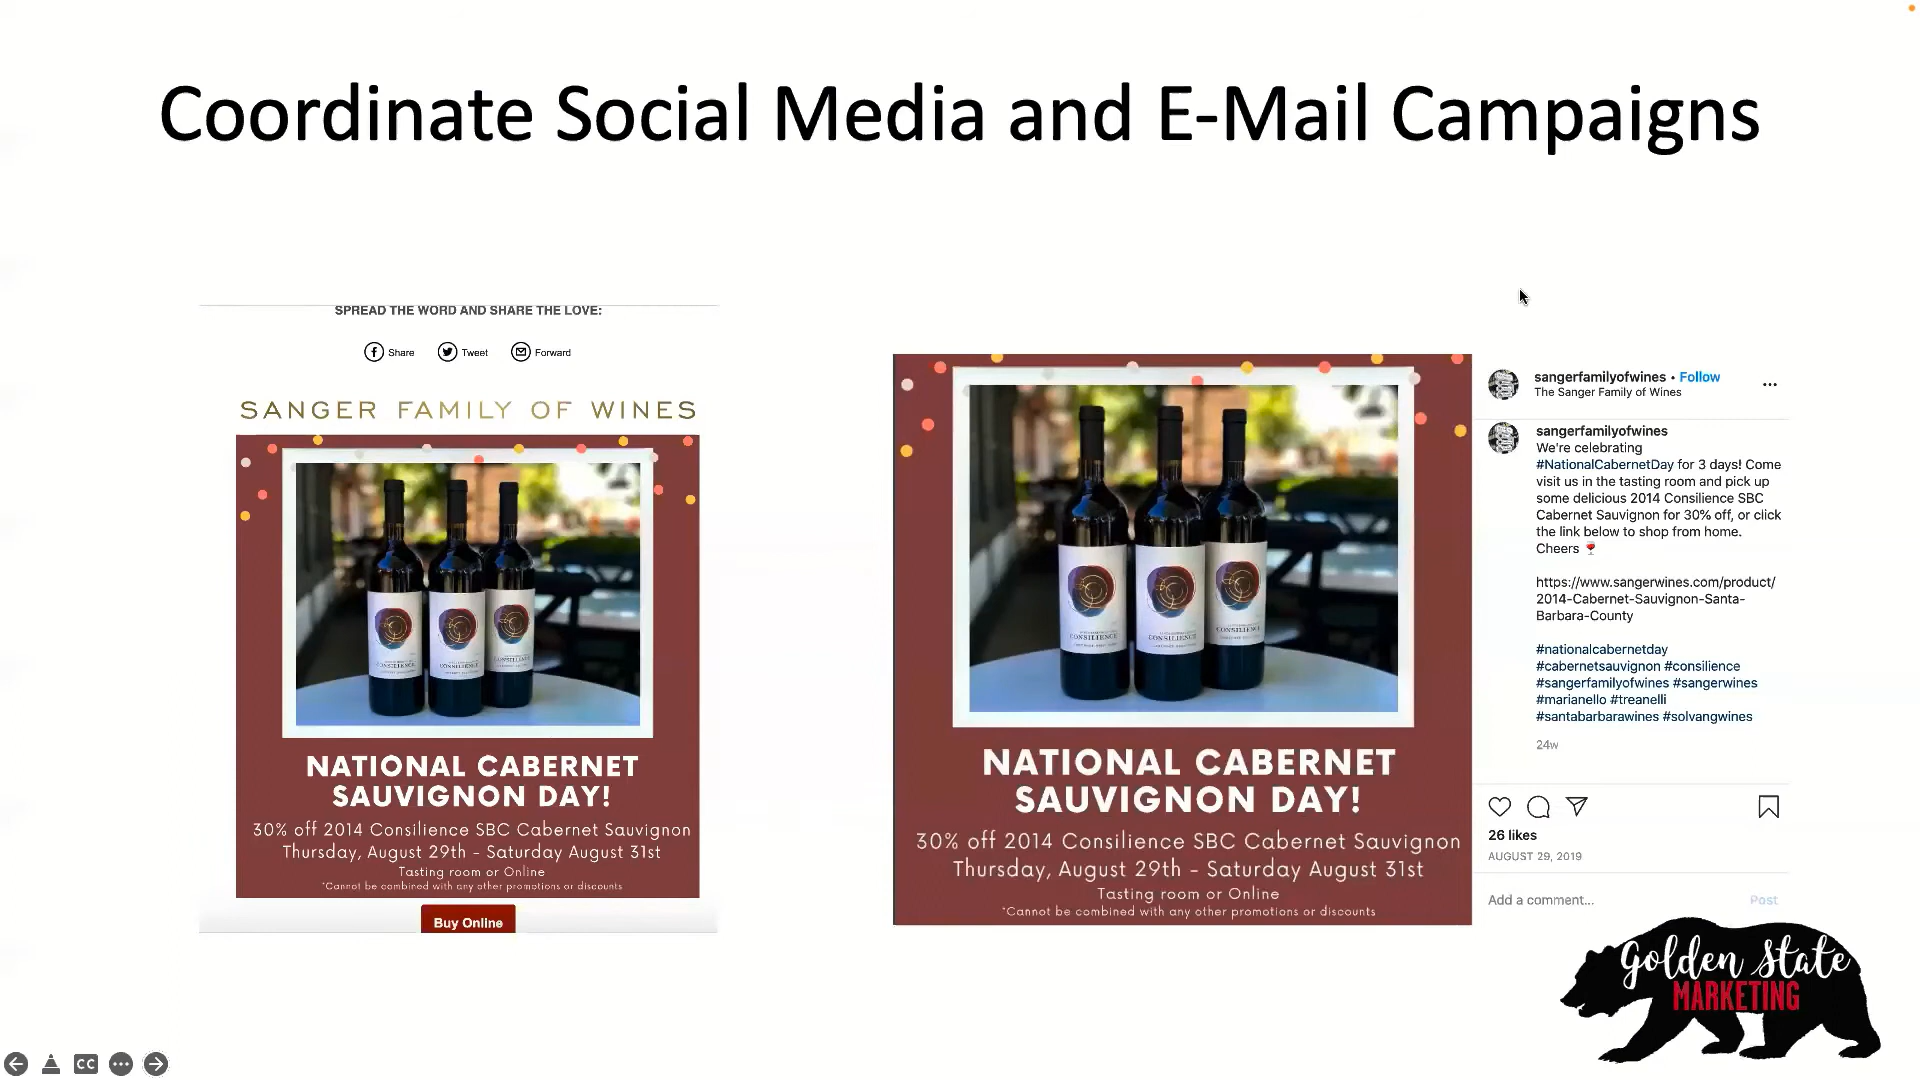 Coordinate Social Media and E-Mail Campaigns
SPREAD THE WORD AND SHARE THE LOVE:
Share Tweet Forward
SANGER FAMILY OF WINES
CONSILIENCE CONSILIENCE CONSILIENCE
NATIONAL CABERNET
SAUVIGNON DAY!
30% off 2014 Consilience SBC Cabernet Sauvignon
Thursday, August 29th - Saturday August 31st
Tasting room or Online
*Cannot be combined with any other promotions or discounts
Buy Online
CONSILIENCE CONSILIENCE CONSILIENCE
NATIONAL CABERNET
SAUVIGNON DAY!
30% off 2014 Consilience SBC Cabernet Sauvignon
Thursday, August 29th - Saturday August 31st
Tasting room or Online
*Cannot be combined with any other promotions or discounts
sangerfamilyofwines • Follow
The Sanger Family of Wines
...
sangerfamilyofwines
We're celebrating
#NationalCabernetDay for 3 days! Come
visit us in the tasting room and pick up
some delicious 2014 Consilience SBC
Cabernet Sauvignon for 30% off, or click
the link below to shop from home.
Cheers 🍷
https://www.sangerwines.com/product/
2014-Cabernet-Sauvignon-Santa-
Barbara-County
#nationalcabernetday
#cabernetsauvignon #consilience
#sangerfamilyofwines #sangerwines
#marianello #treanelli
#santabarbarawines #solvangwines
24w
26 likes
AUGUST 29, 2019
Add a comment... Post
Golden State
MARKETING
CC